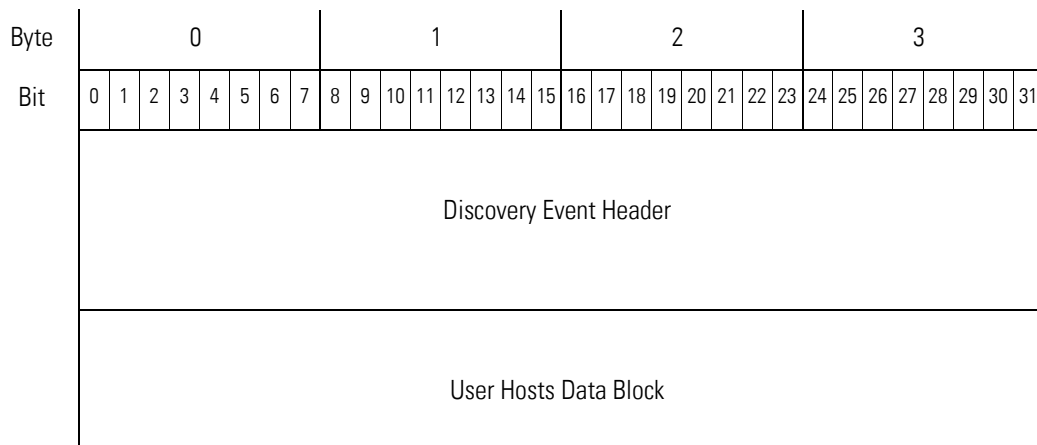 Byte 0 1 2 3
Bit 0 1 2 3 4 5 6 7 8 9 10 11 12 13 14 15 16 17 18 19 20 21 22 23 24 25 26 27 28 29 30 31
Discovery Event Header
User Hosts Data Block